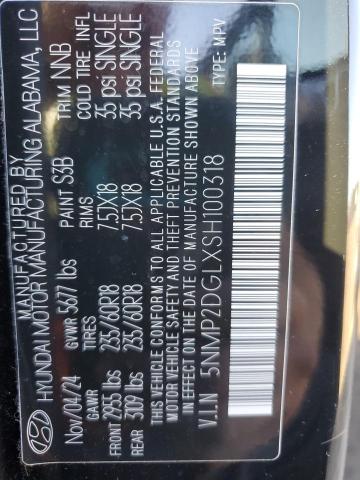 MANUFACTURED BY
HYUNDAI MOTOR MANUFACTURING ALABAMA, LLC
Nov/04/24 GVWR 5677 lbs PAINT S3B TRIM NNB
GAWR TIRES RIMS COLD TIRE INFL
FRONT 2955 lbs 235/60R18 7.5JX18 35 psi SINGLE
REAR 3109 lbs 235/60R18 7.5JX18 35 psi SINGLE
THIS VEHICLE CONFORMS TO ALL APPLICABLE U.S.A. FEDERAL
MOTOR VEHICLE SAFETY AND THEFT PREVENTION STANDARDS
IN EFFECT ON THE DATE OF MANUFACTURE SHOWN ABOVE
V.I.N 5NMP2DGLXSH100318 TYPE: MPV